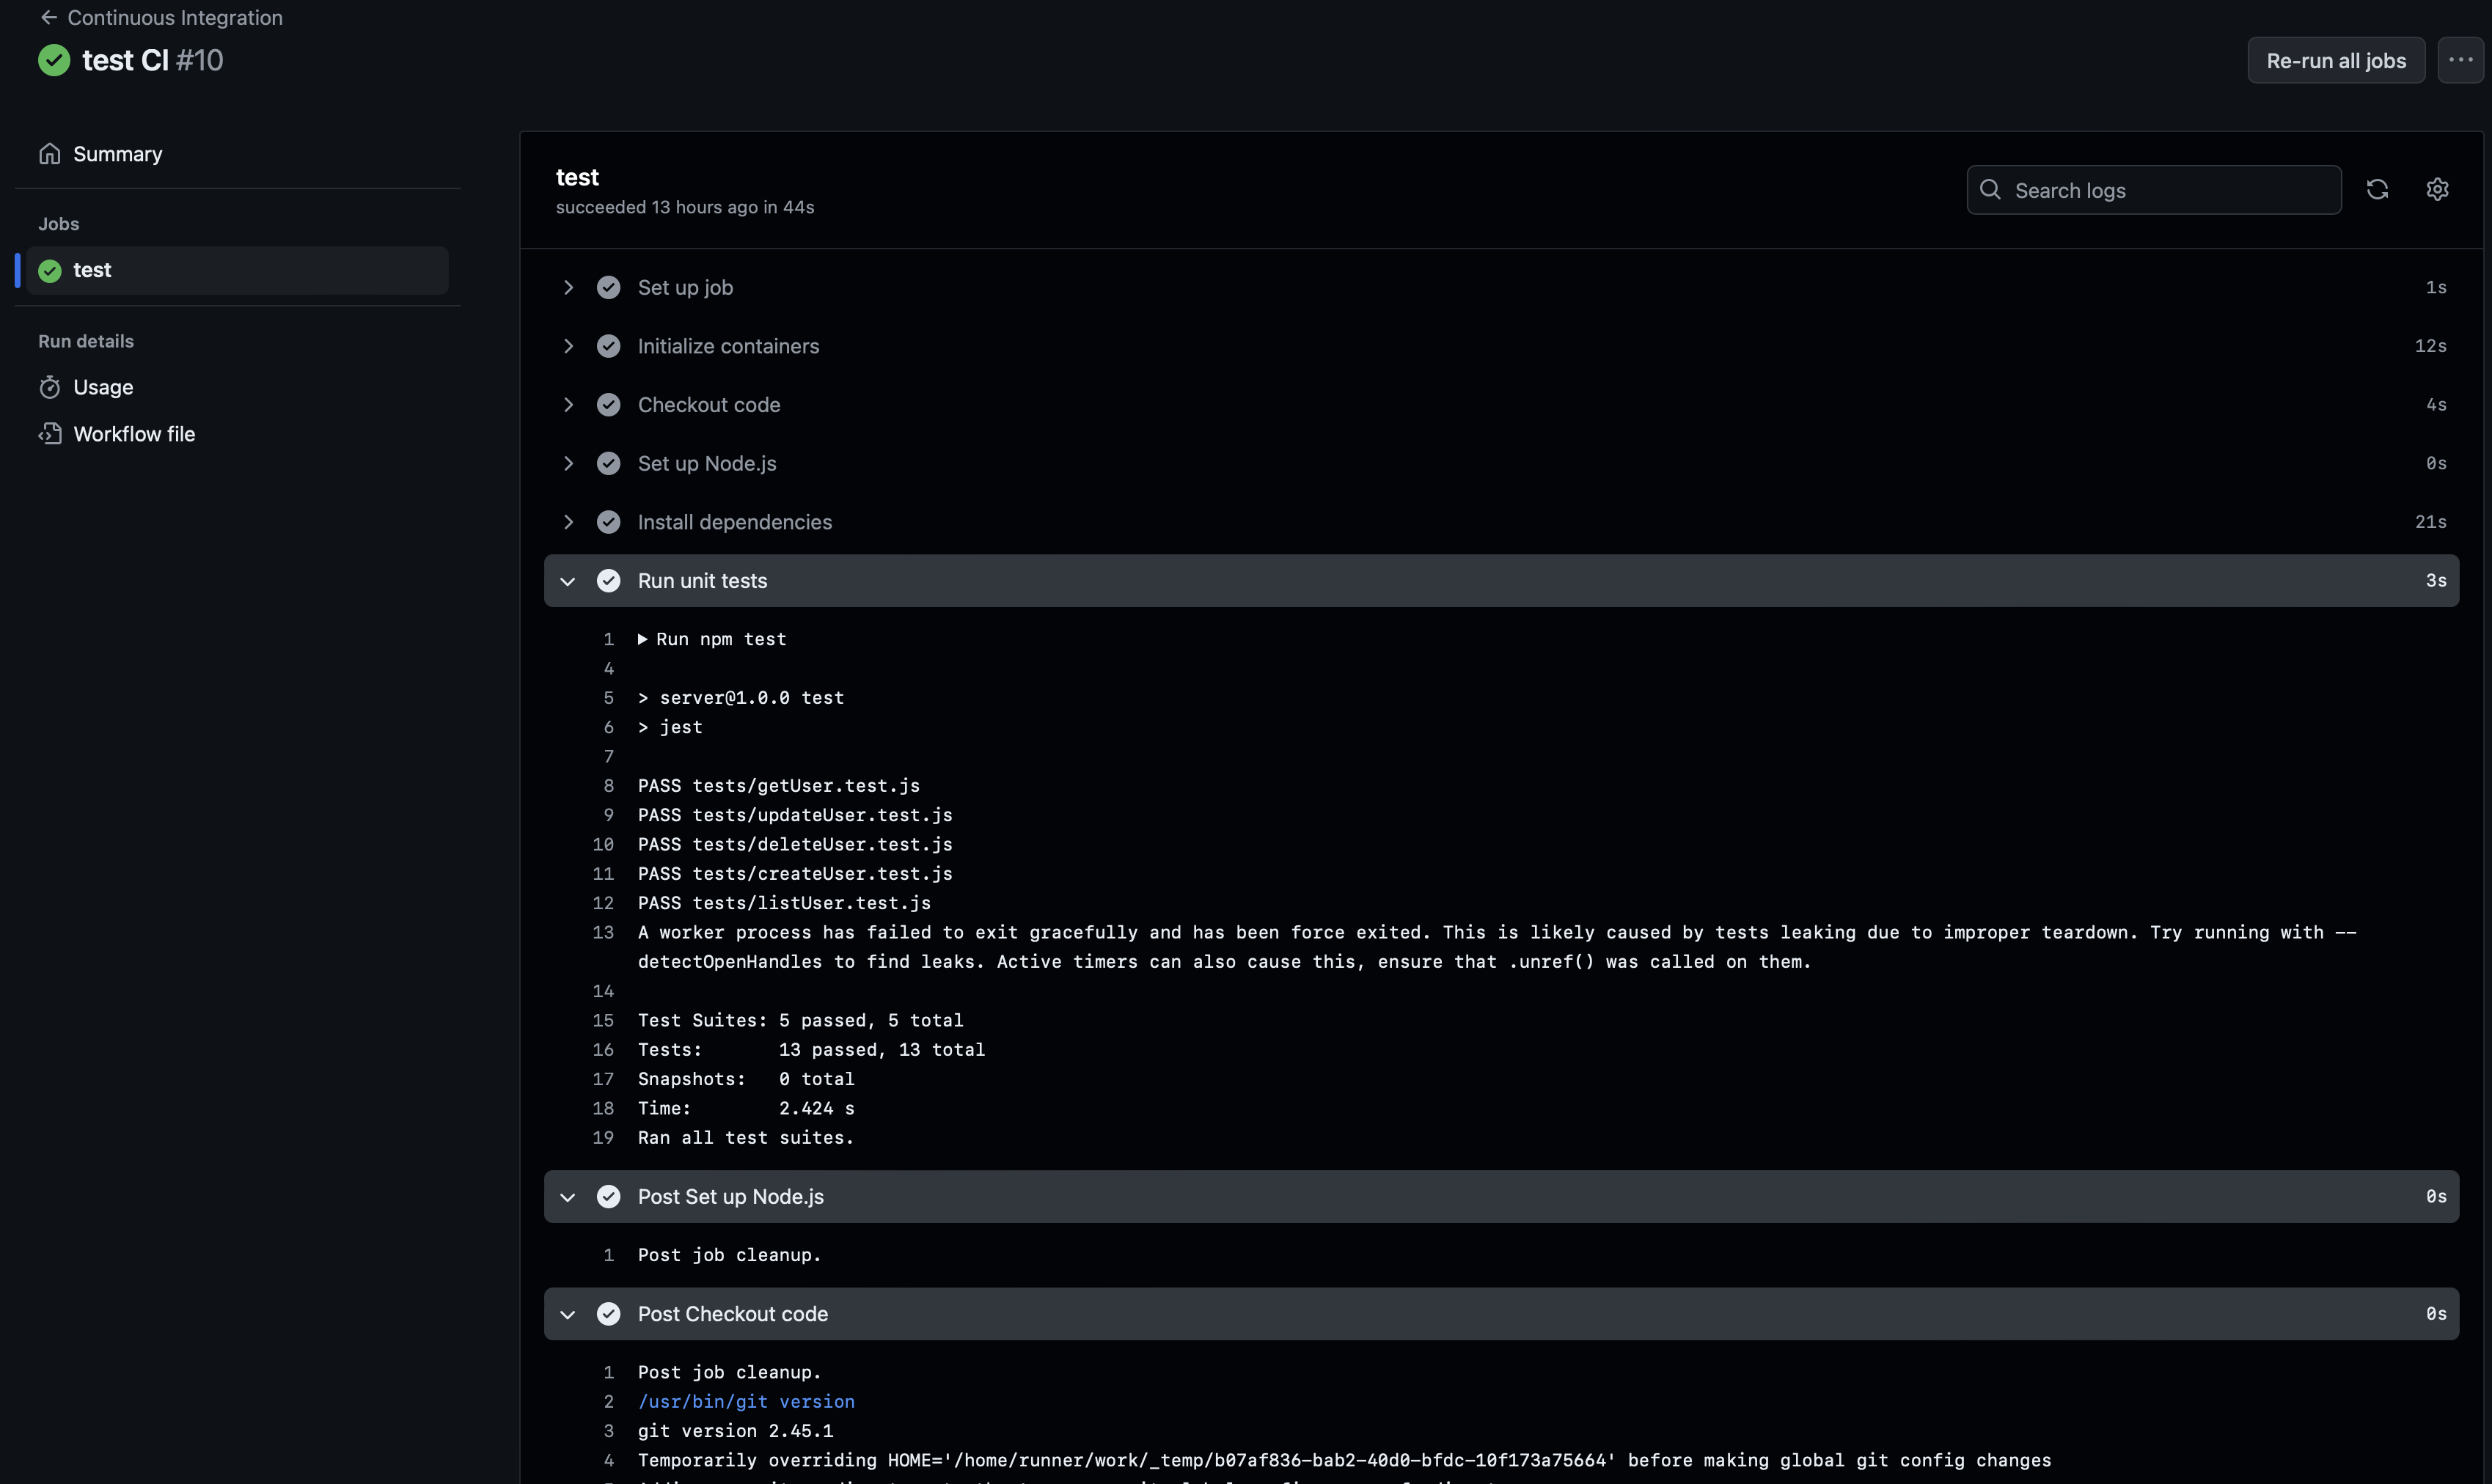 Continuous Integration
test CI #10
Re-run all jobs
Summary
Jobs
test
Run details
Usage
Workflow file
test
succeeded 13 hours ago in 44s
Search logs
Set up job 1s
Initialize containers 12s
Checkout code 4s
Set up Node.js 0s
Install dependencies 21s
Run unit tests 3s
1 Run npm test
4
5 > server@1.0.0 test
6 > jest
7
8 PASS tests/getUser.test.js
9 PASS tests/updateUser.test.js
10 PASS tests/deleteUser.test.js
11 PASS tests/createUser.test.js
12 PASS tests/listUser.test.js
13 A worker process has failed to exit gracefully and has been force exited. This is likely caused by tests leaking due to improper teardown. Try running with --
detectOpenHandles to find leaks. Active timers can also cause this, ensure that .unref() was called on them.
14
15 Test Suites: 5 passed, 5 total
16 Tests: 13 passed, 13 total
17 Snapshots: 0 total
18 Time: 2.424 s
19 Ran all test suites.
Post Set up Node.js 0s
1 Post job cleanup.
Post Checkout code 0s
1 Post job cleanup.
2 /usr/bin/git version
3 git version 2.45.1
4 Temporarily overriding HOME='/home/runner/work/_temp/b07af836-bab2-40d0-bfdc-10f173a75664' before making global git config changes